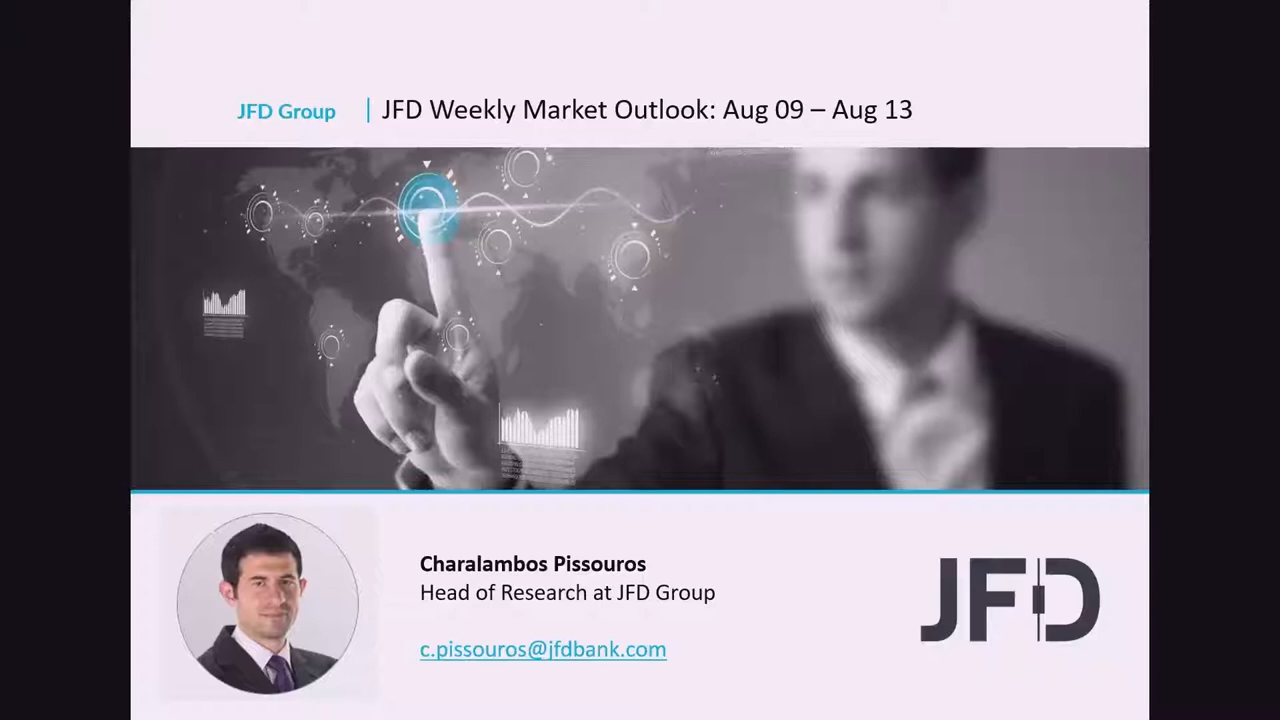 JFD Group
JFD Weekly Market Outlook: Aug 09 – Aug 13
Charalambos Pissouros
Head of Research at JFD Group
c.pissouros@jfdbank.com
JFD